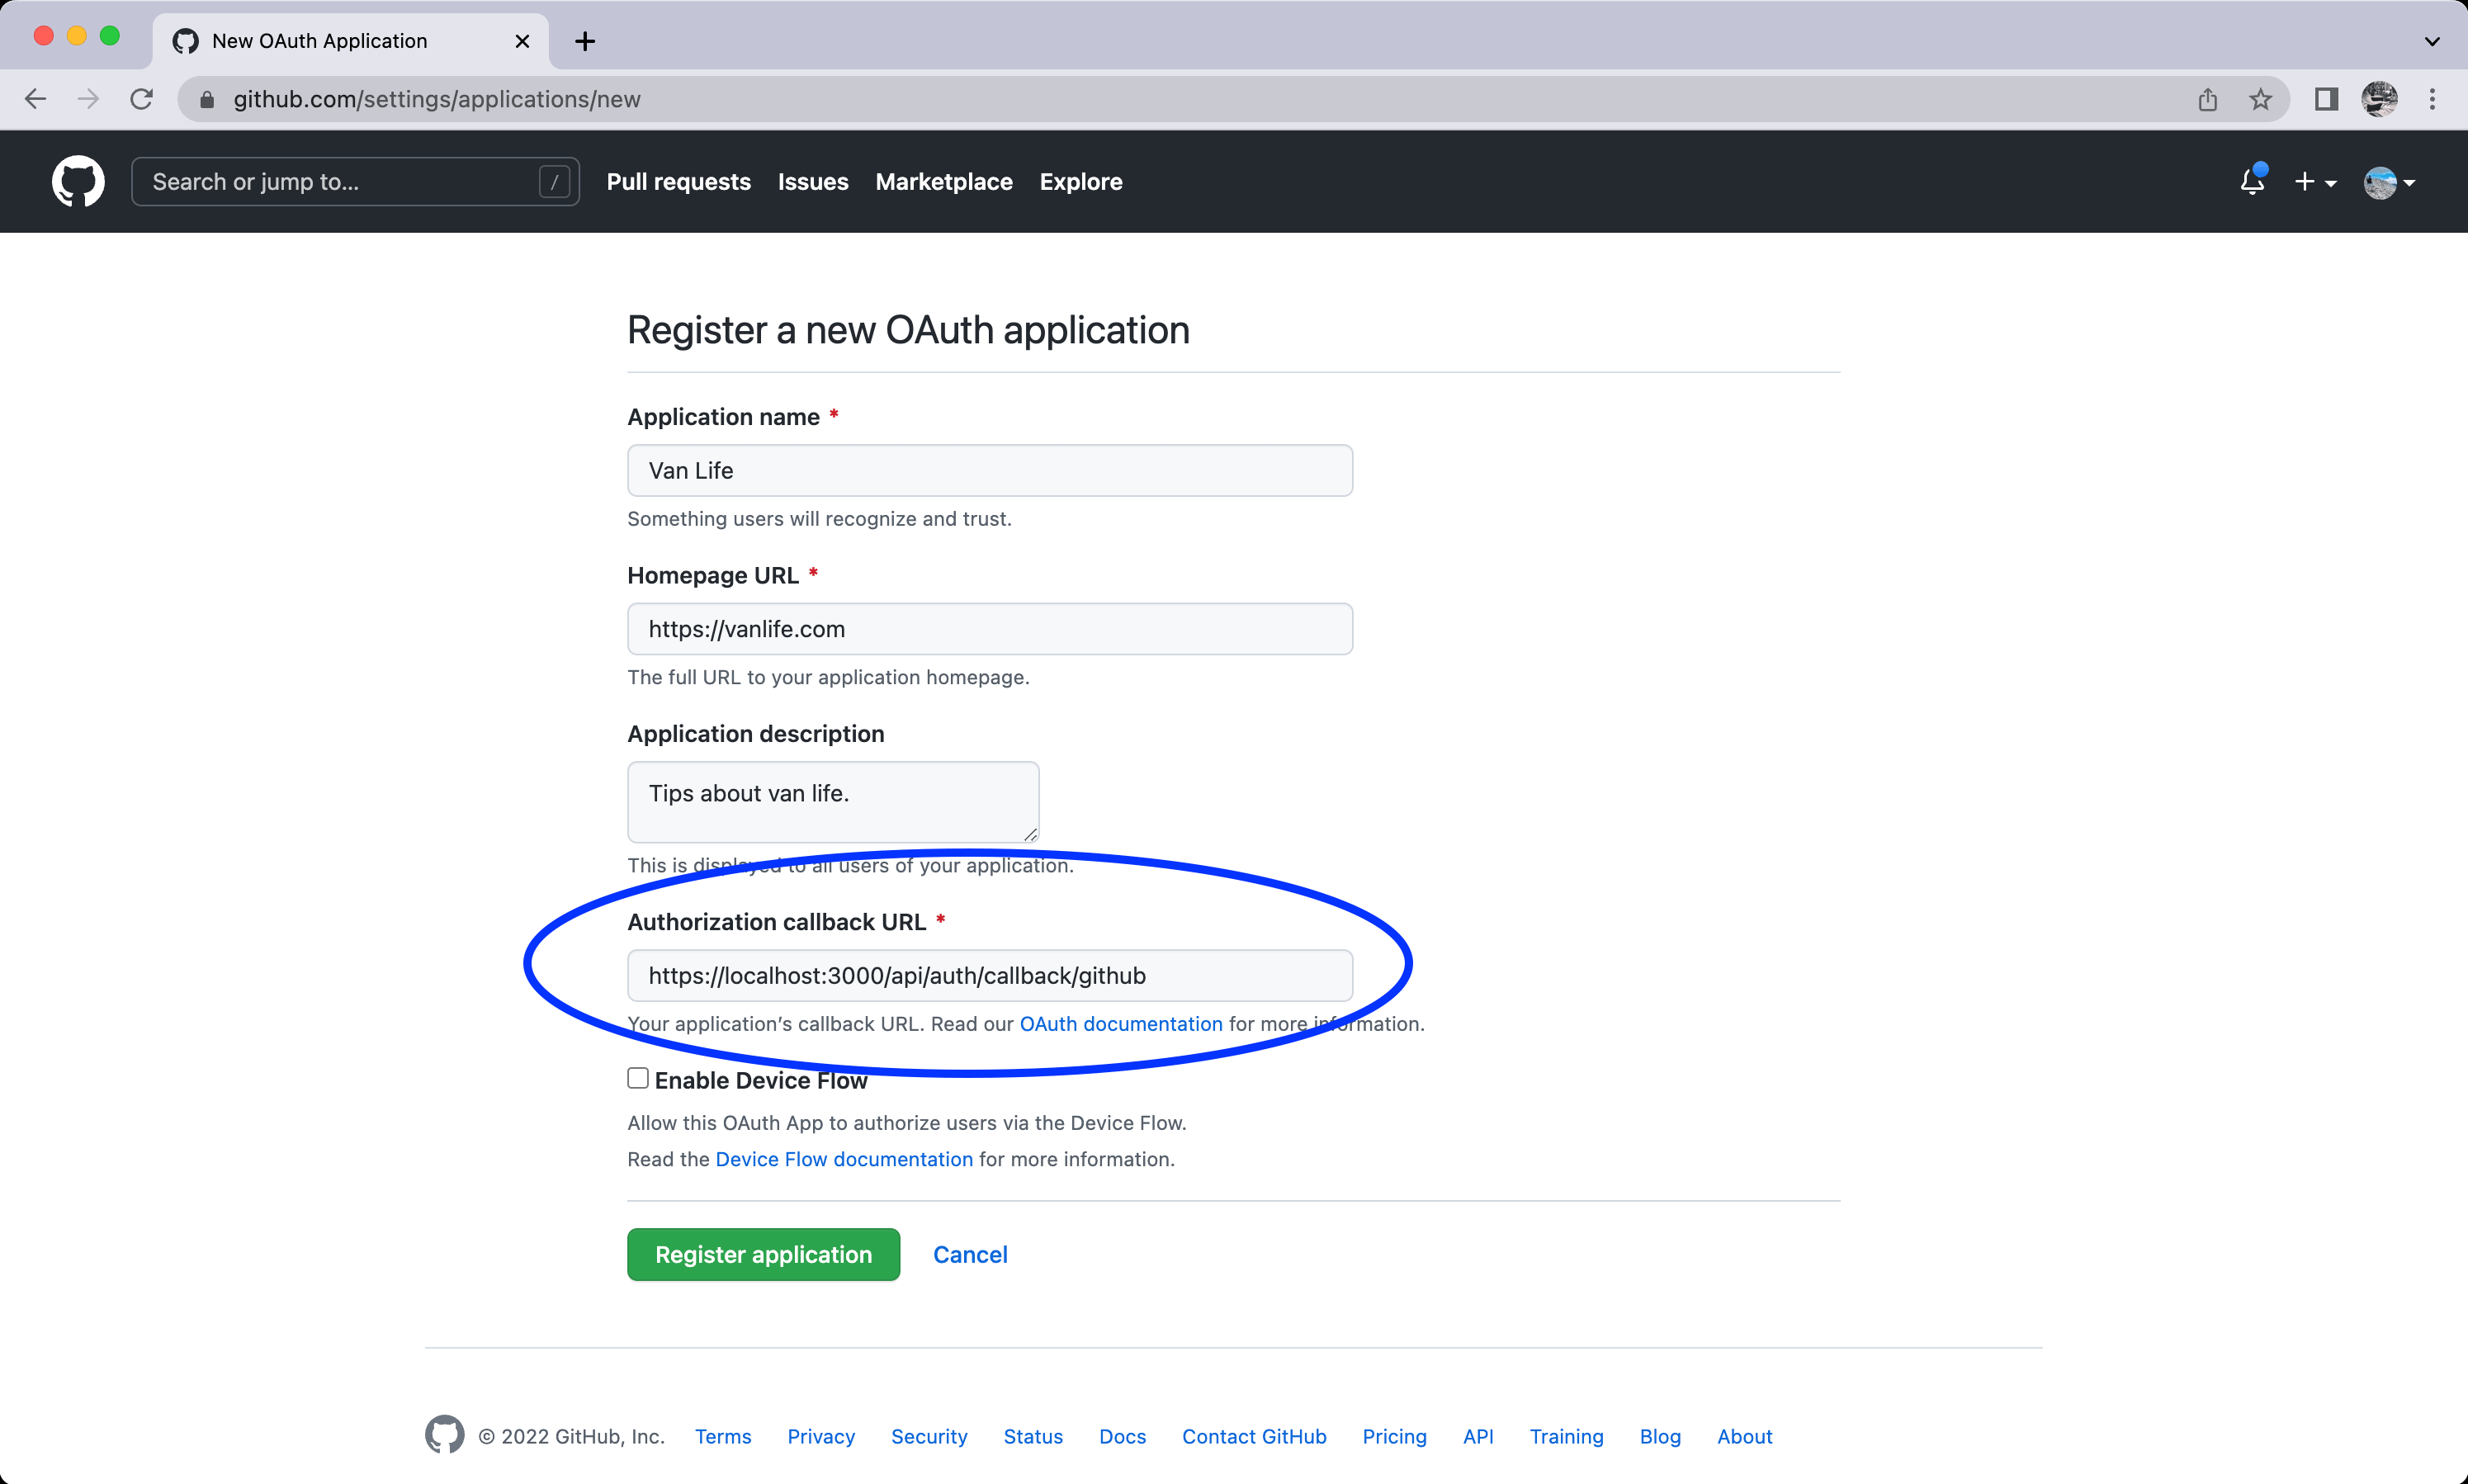 New OAuth Application
github.com/settings/applications/new
Search or jump to... /
Pull requests Issues Marketplace Explore
Register a new OAuth application
Application name *
Van Life
Something users will recognize and trust.
Homepage URL *
https://vanlife.com
The full URL to your application homepage.
Application description
Tips about van life.
This is displayed to all users of your application.
Authorization callback URL *
https://localhost:3000/api/auth/callback/github
Your application’s callback URL. Read our OAuth documentation for more information.
Enable Device Flow
Allow this OAuth App to authorize users via the Device Flow.
Read the Device Flow documentation for more information.
Register application Cancel
© 2022 GitHub, Inc. Terms Privacy Security Status Docs Contact GitHub Pricing API Training Blog About